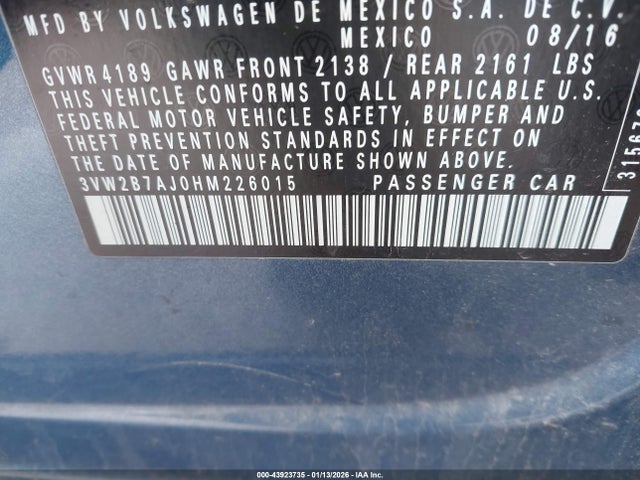 MFD BY VOLKSWAGEN DE MEXICO S.A. DE C.V.
MEXICO 08/16
GVWR 4189 GAWR FRONT 2138 / REAR 2161 LBS
THIS VEHICLE CONFORMS TO ALL APPLICABLE U.S.
FEDERAL MOTOR VEHICLE SAFETY, BUMPER AND
THEFT PREVENTION STANDARDS IN EFFECT ON
THE DATE OF MANUFACTURE SHOWN ABOVE.
3VW2B7AJ0HM226015 PASSENGER CAR
000-43923735 - 01/13/2026 - IAA Inc.